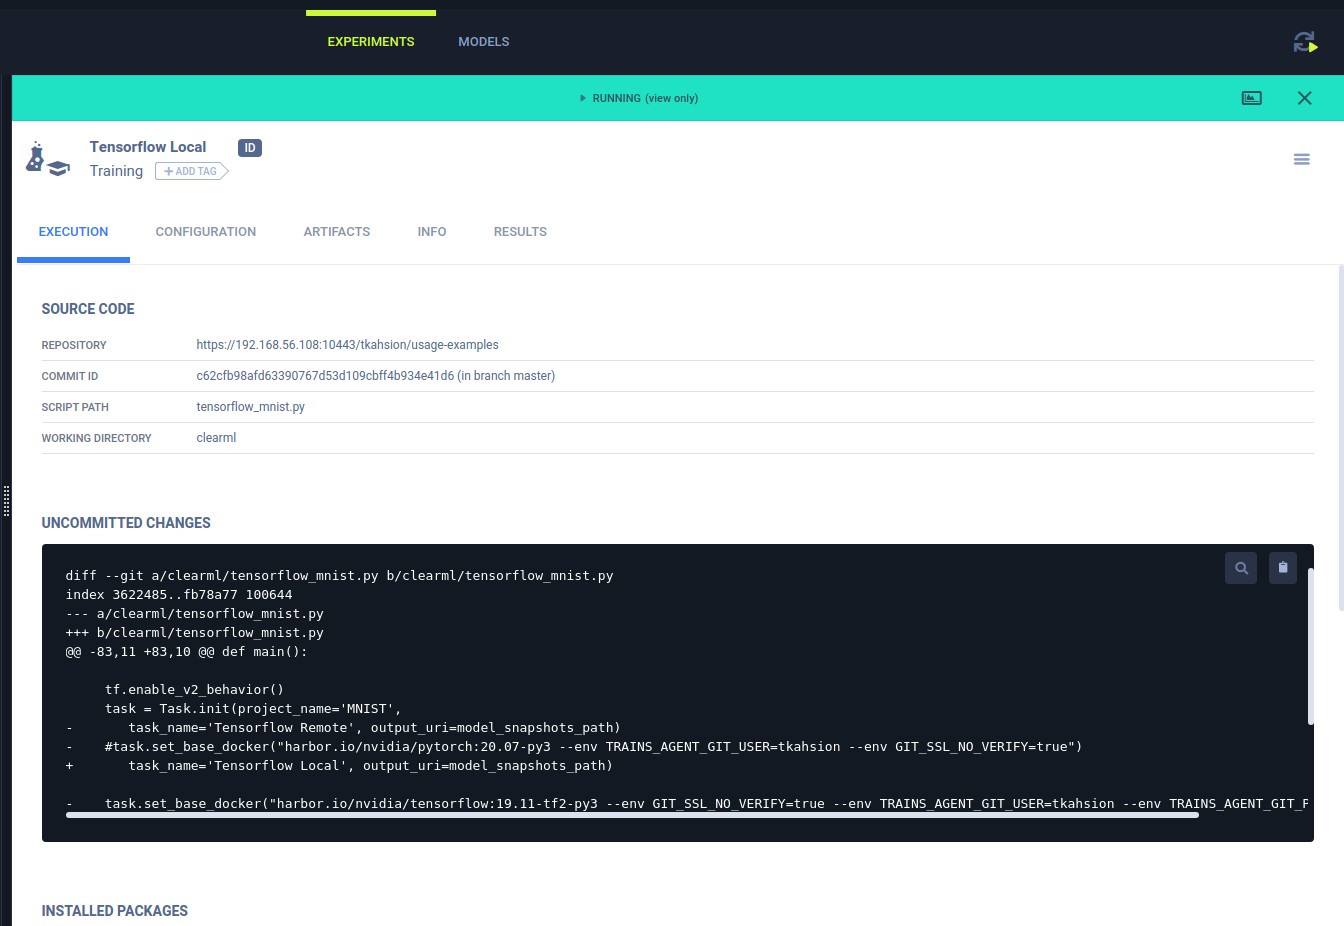 EXPERIMENTS MODELS
RUNNING (view only)
Tensorflow Local ID
Training + ADD TAG
EXECUTION CONFIGURATION ARTIFACTS INFO RESULTS
SOURCE CODE
REPOSITORY https://192.168.56.108:10443/tkahsion/usage-examples
COMMIT ID c62cfb98afd63390767d53d109cbff4b934e41d6 (in branch master)
SCRIPT PATH tensorflow_mnist.py
WORKING DIRECTORY clearml
UNCOMMITTED CHANGES
diff --git a/clearml/tensorflow_mnist.py b/clearml/tensorflow_mnist.py
index 3622485..fb78a77 100644
--- a/clearml/tensorflow_mnist.py
+++ b/clearml/tensorflow_mnist.py
@@ -83,11 +83,10 @@ def main():
     tf.enable_v2_behavior()
     task = Task.init(project_name='MNIST',
-       task_name='Tensorflow Remote', output_uri=model_snapshots_path)
-    #task.set_base_docker("harbor.io/nvidia/pytorch:20.07-py3 --env TRAINS_AGENT_GIT_USER=tkahsion --env GIT_SSL_NO_VERIFY=true")
+       task_name='Tensorflow Local', output_uri=model_snapshots_path)
-    task.set_base_docker("harbor.io/nvidia/tensorflow:19.11-tf2-py3 --env GIT_SSL_NO_VERIFY=true --env TRAINS_AGENT_GIT_USER=tkahsion --env TRAINS_AGENT_GIT_P
INSTALLED PACKAGES